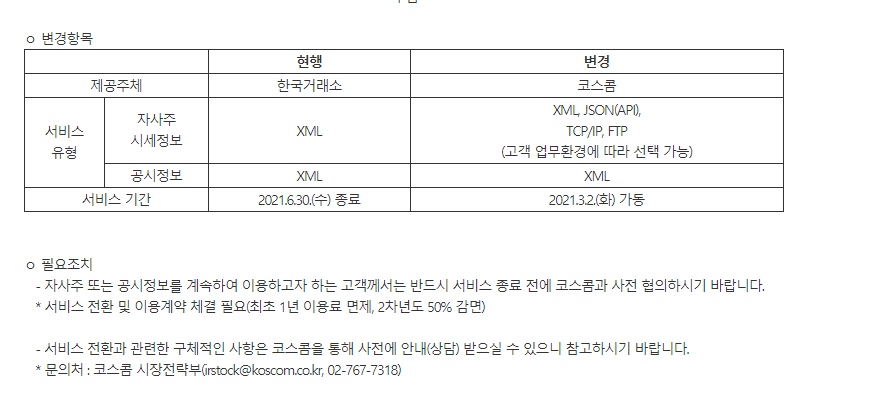 ㅇ 변경항목
현행 변경
제공주체 한국거래소 코스콤
서비스 유형 자사주 시세정보 XML XML, JSON(API),
TCP/IP, FTP
(고객 업무환경에 따라 선택 가능)
공시정보 XML XML
서비스 기간 2021.6.30.(수) 종료 2021.3.2.(화) 가동
ㅇ 필요조치
- 자사주 또는 공시정보를 계속하여 이용하고자 하는 고객께서는 반드시 서비스 종료 전에 코스콤과 사전 협의하시기 바랍니다.
* 서비스 전환 및 이용계약 체결 필요(최초 1년 이용료 면제, 2차년도 50% 감면)
- 서비스 전환과 관련한 구체적인 사항은 코스콤을 통해 사전에 안내(상담) 받으실 수 있으니 참고하시기 바랍니다.
* 문의처 : 코스콤 시장전략부(irstock@koscom.co.kr, 02-767-7318)